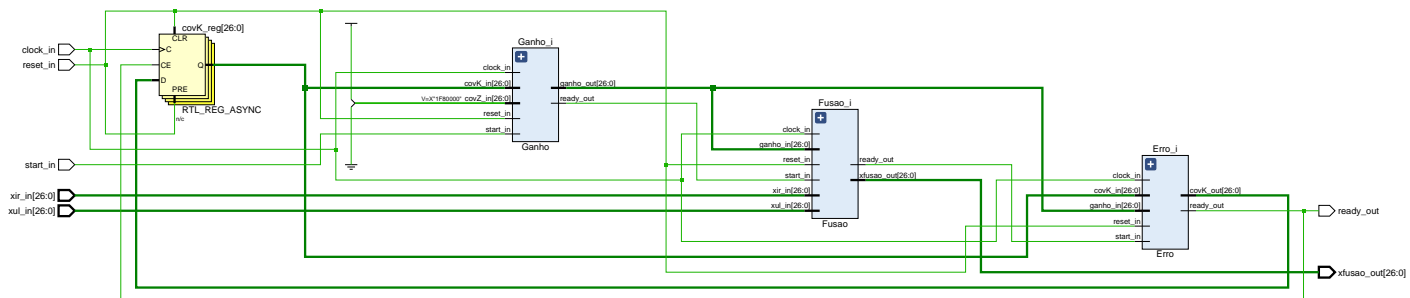 covK_reg[26:0]
CLR
clock_in
C
reset_in
CE
Q
D
PRE
RTL_REG_ASYNC
n/c
start_in
xir_in[26:0]
xul_in[26:0]
Ganho_i
clock_in
covK_in[26:0]
ganho_out[26:0]
V=X"1F80000" covZ_in[26:0]
ready_out
reset_in
start_in
Ganho
Fusao_i
clock_in
ganho_in[26:0]
reset_in
ready_out
start_in
xfusao_out[26:0]
xir_in[26:0]
xul_in[26:0]
Fusao
Erro_i
clock_in
covK_in[26:0]
covK_out[26:0]
ganho_in[26:0]
ready_out
reset_in
start_in
Erro
ready_out
xfusao_out[26:0]